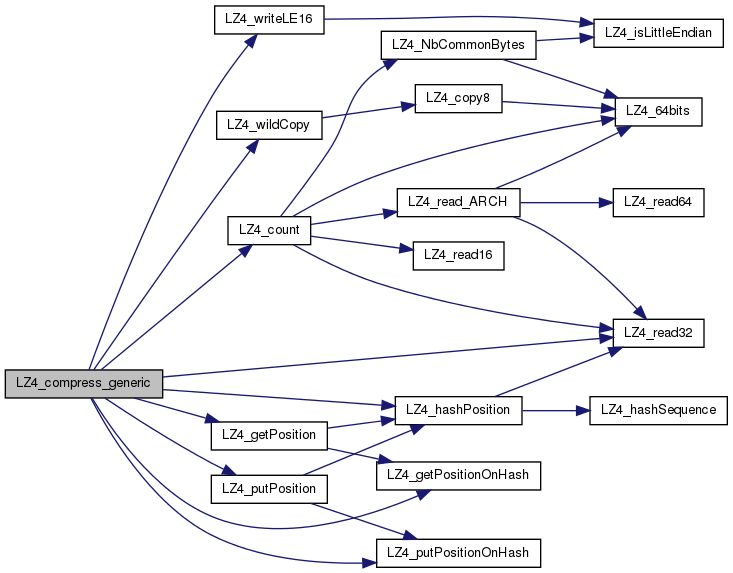 LZ4_writeLE16
LZ4_isLittleEndian
LZ4_NbCommonBytes
LZ4_copy8
LZ4_64bits
LZ4_wildCopy
LZ4_read_ARCH
LZ4_read64
LZ4_count
LZ4_read16
LZ4_read32
LZ4_compress_generic
LZ4_hashPosition
LZ4_hashSequence
LZ4_getPosition
LZ4_getPositionOnHash
LZ4_putPosition
LZ4_putPositionOnHash